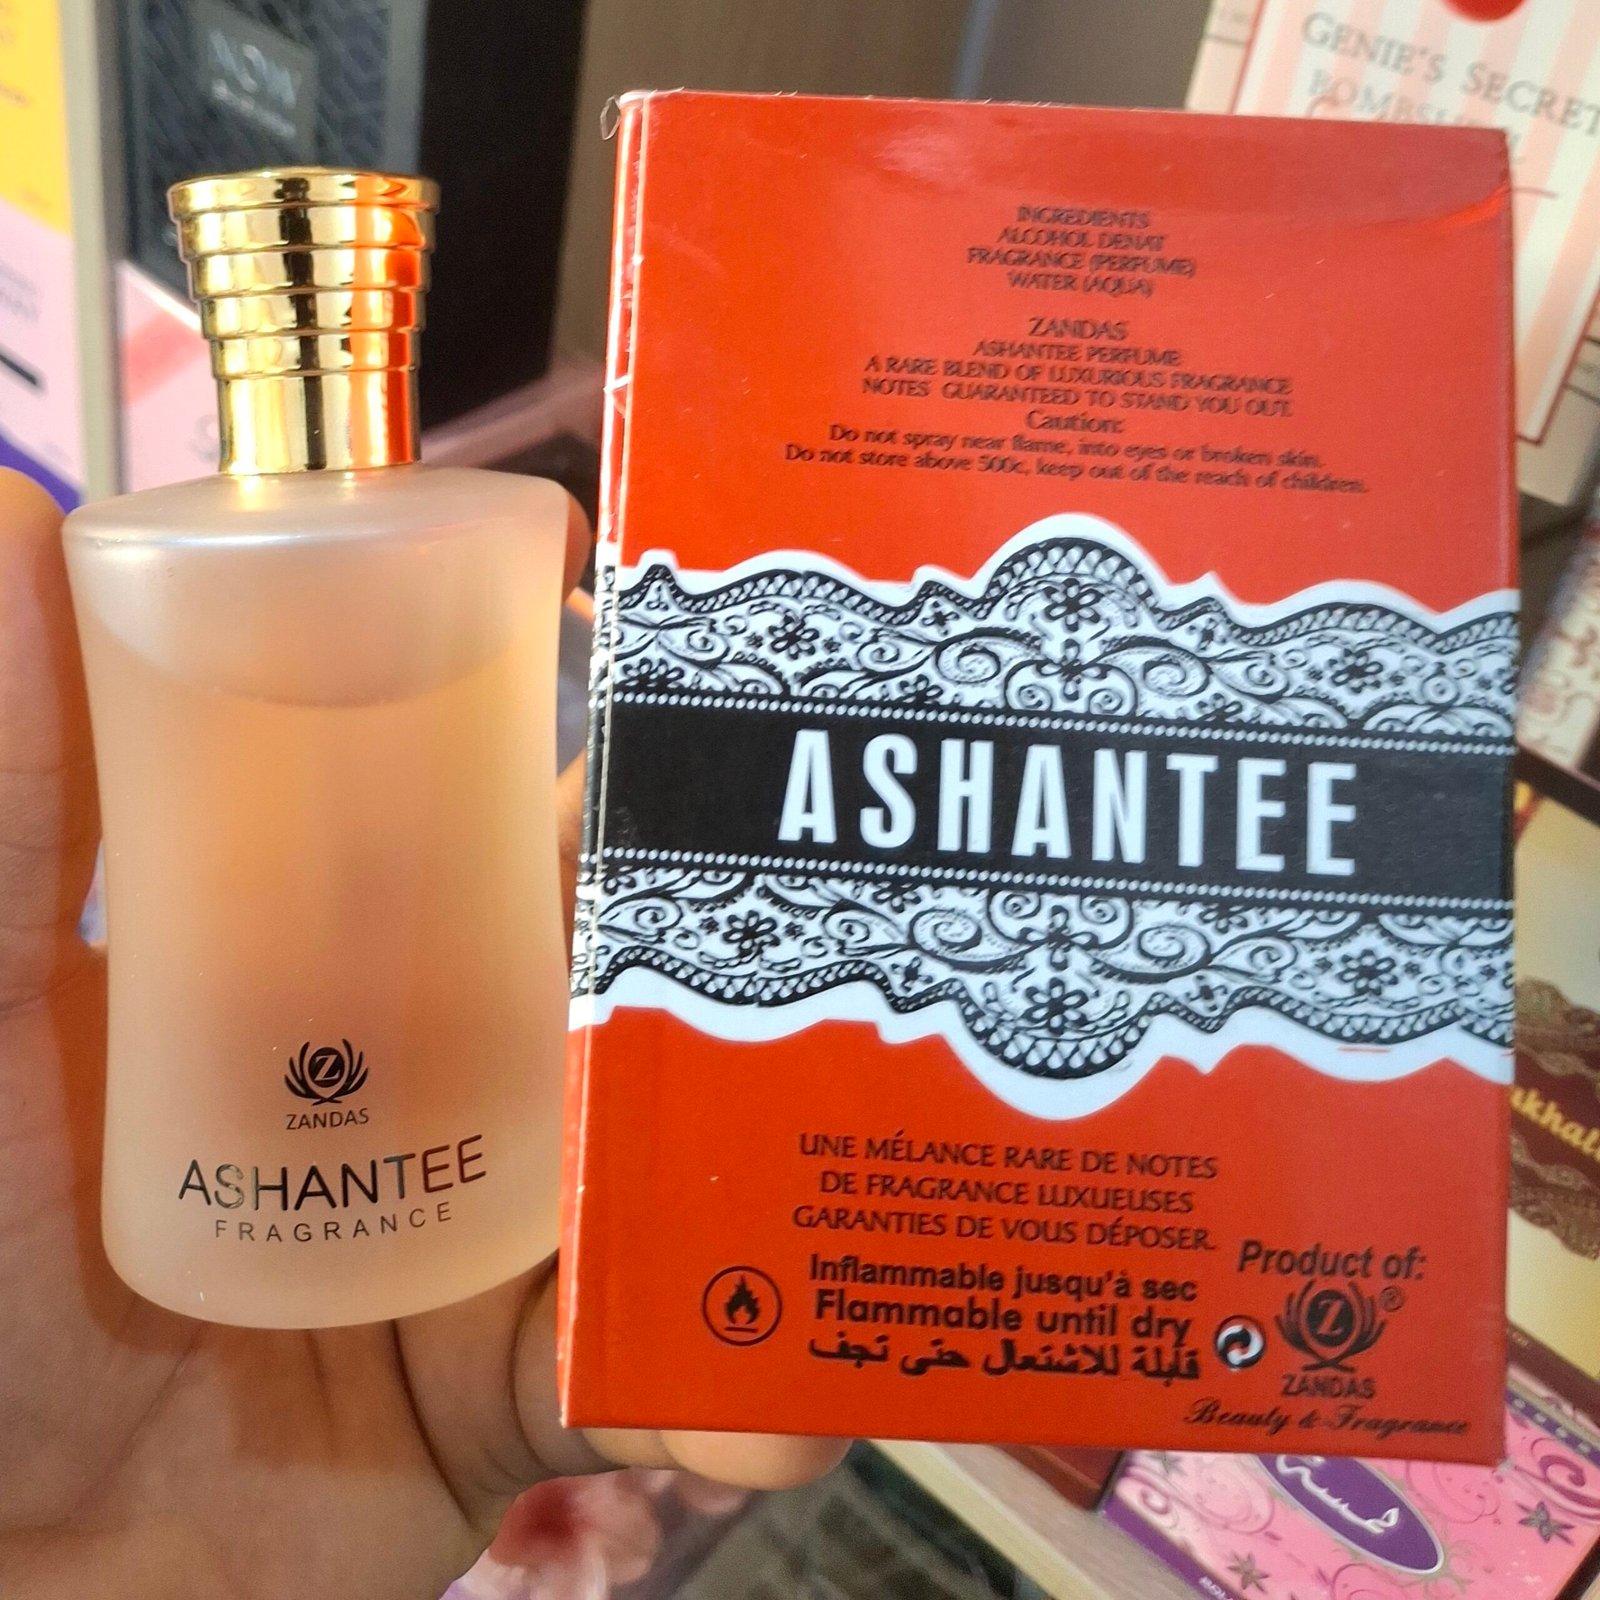 GENIE'S SECRET
INGREDIENTS
ALCOHOL DENAT
FRAGRANCE (PERFUME)
WATER (AQUA)
ZANDAS
ASHANTEE PERFUME
A RARE BLEND OF LUXURIOUS FRAGRANCE
NOTES GUARANTEED TO STAND YOU OUT.
Caution:
Do not spray near flame, into eyes or broken skin.
Do not store above 500c, keep out of the reach of children.
ASHANTEE
UNE MÉLANCE RARE DE NOTES
DE FRAGRANCE LUXUEUSES
GARANTIES DE VOUS DÉPOSER.
Inflammable jusqu'à sec
Flammable until dry
قابلة للاشتعال حتى تجف
Product of:
Z
®
ZANDAS
Beauty & Fragrance
Z
ZANDAS
ASHANTEE
FRAGRANCE